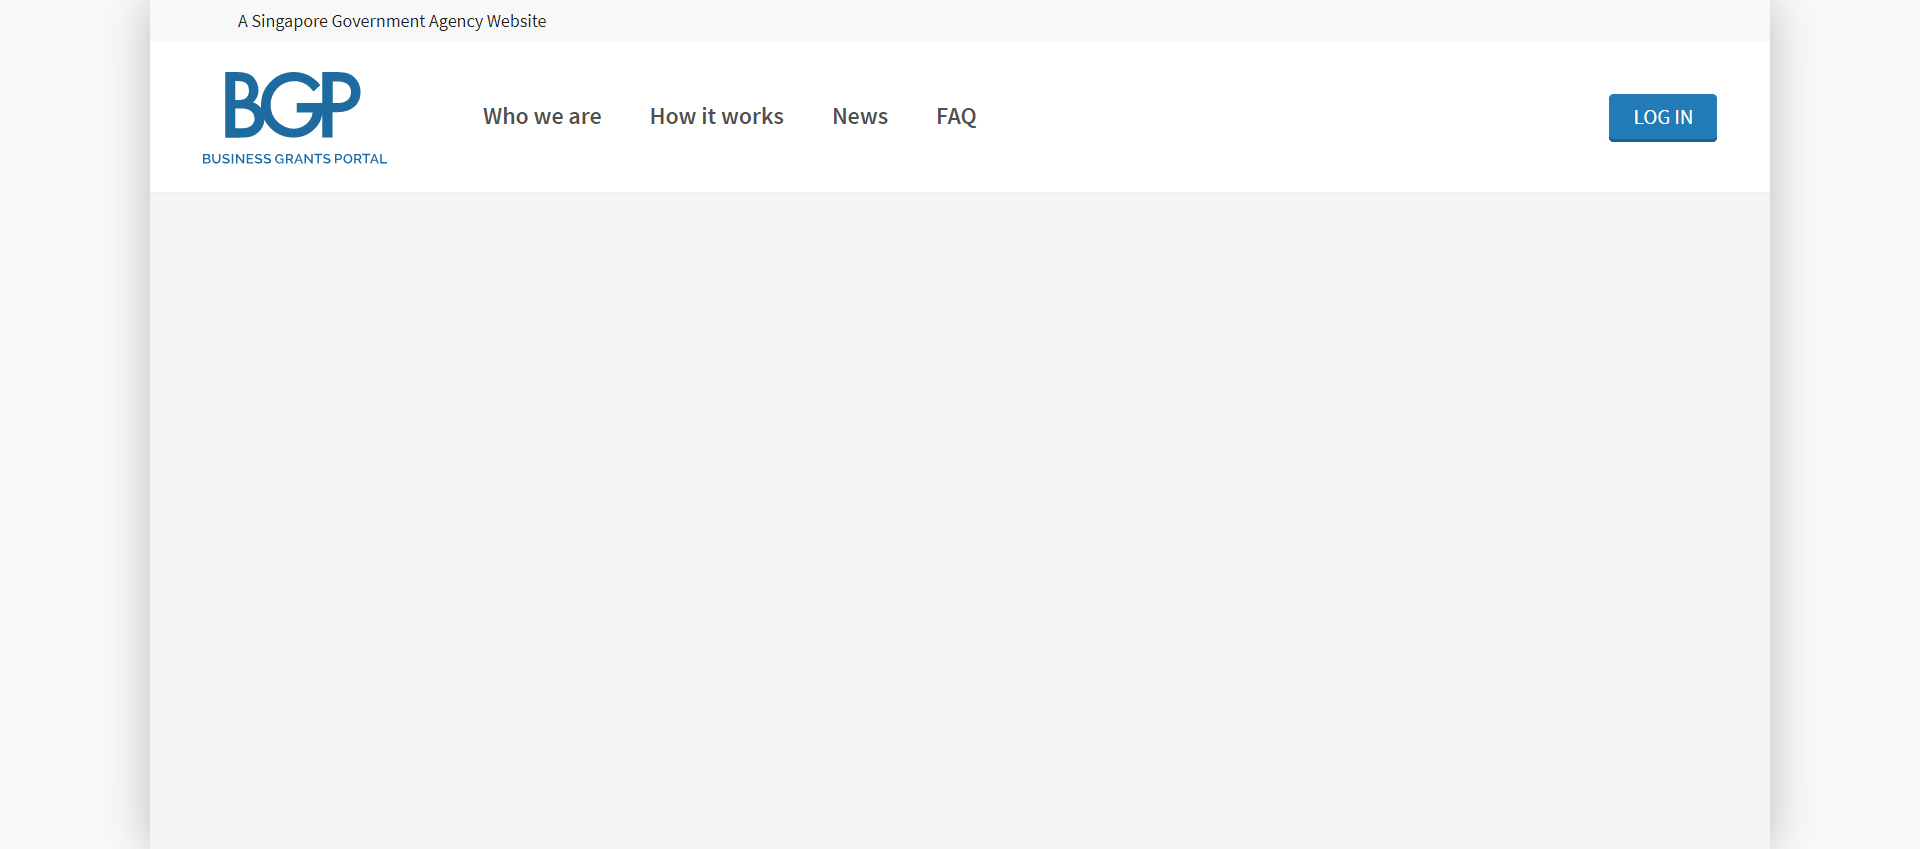 A Singapore Government Agency Website
BGP
BUSINESS GRANTS PORTAL
Who we are
How it works
News
FAQ
LOG IN